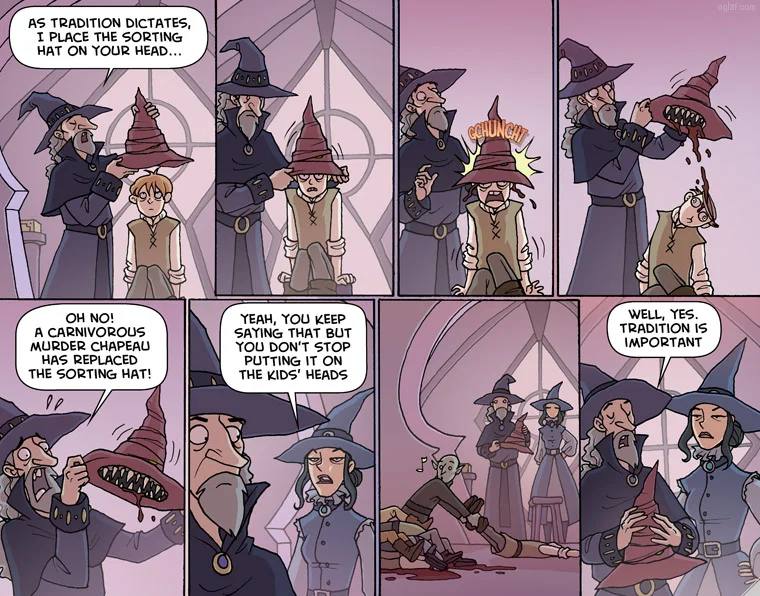 AS TRADITION DICTATES,
I PLACE THE SORTING
HAT ON YOUR HEAD...
GCHUNCH!
OH NO!
A CARNIVOROUS
MURDER CHAPEAU
HAS REPLACED
THE SORTING HAT!
YEAH, YOU KEEP
SAYING THAT BUT
YOU DON'T STOP
PUTTING IT ON
THE KIDS' HEADS
WELL, YES.
TRADITION IS
IMPORTANT